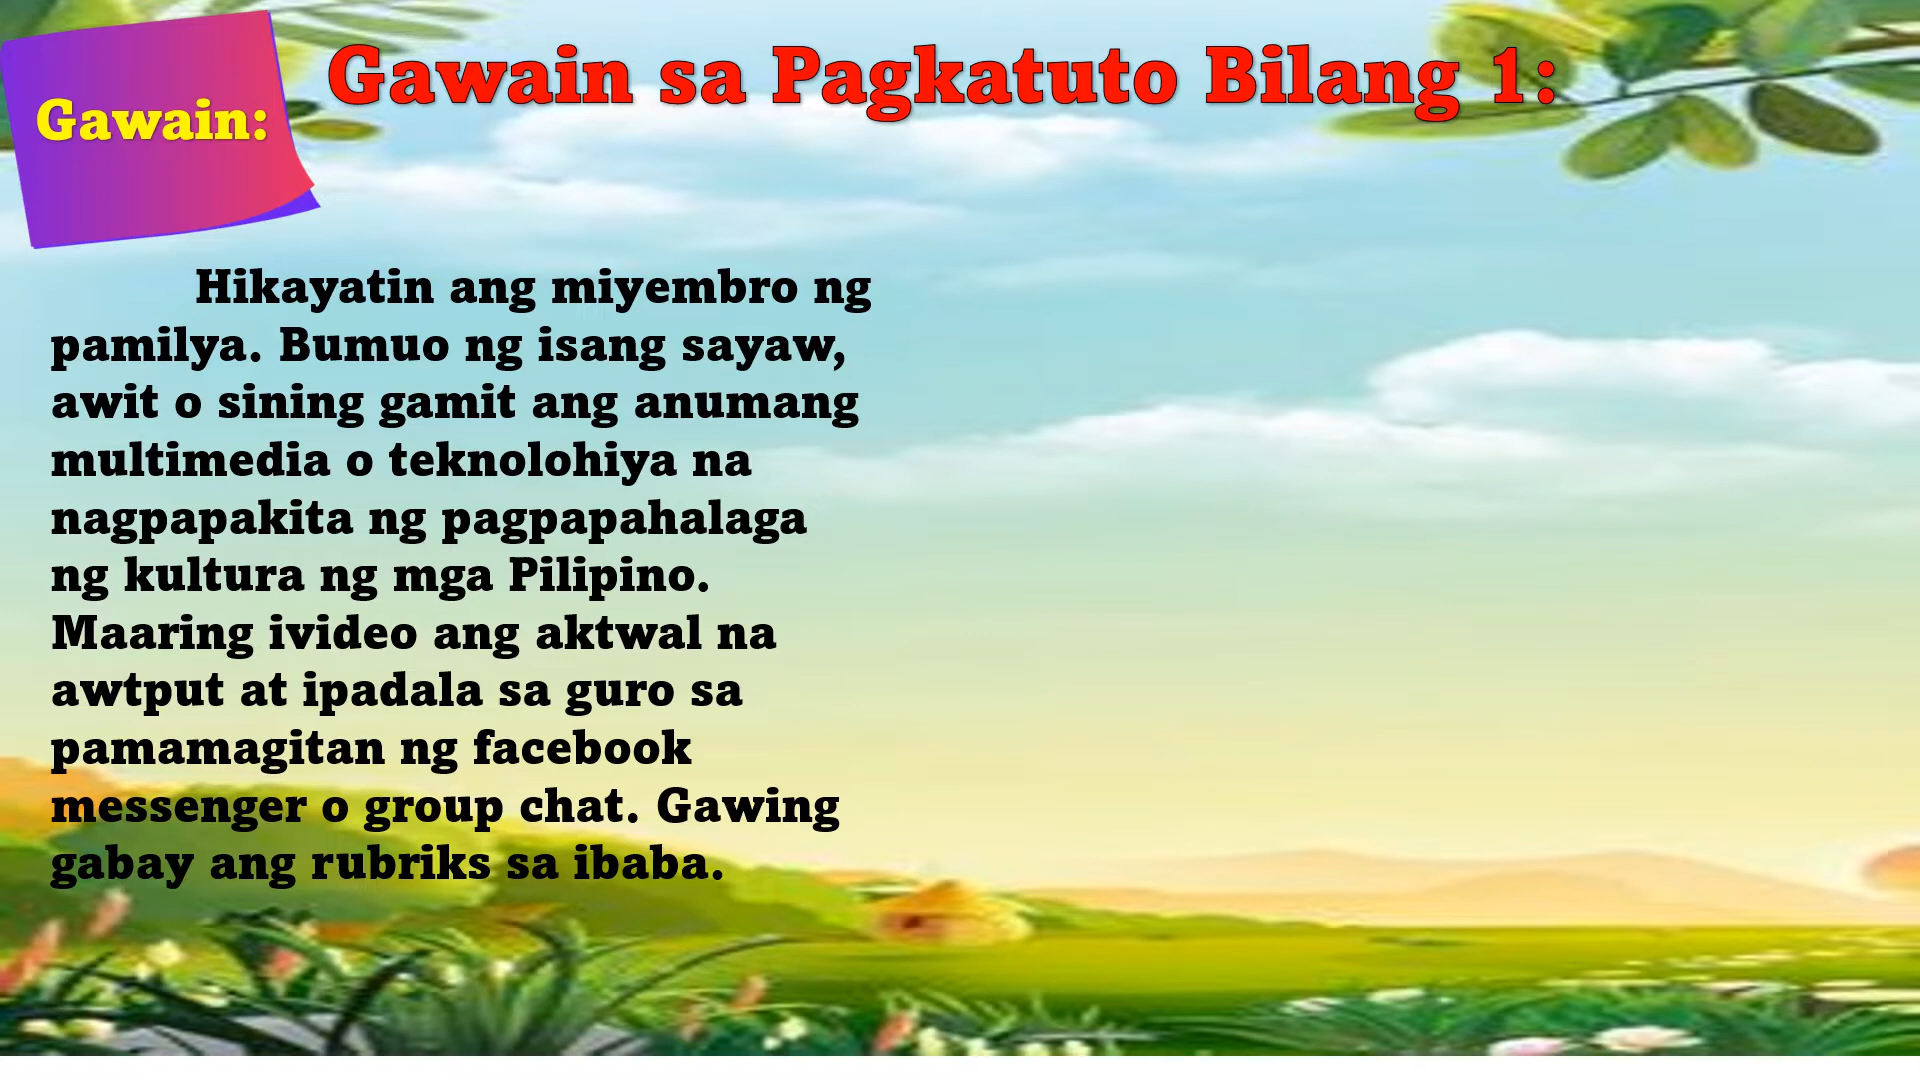 Gawain sa Pagkatuto Bilang 1:
Gawain:
Hikayatin ang miyembro ng
pamilya. Bumuo ng isang sayaw,
awit o sining gamit ang anumang
multimedia o teknolohiya na
nagpapakita ng pagpapahalaga
ng kultura ng mga Pilipino.
Maaring ivideo ang aktwal na
awtput at ipadala sa guro sa
pamamagitan ng facebook
messenger o group chat. Gawing
gabay ang rubriks sa ibaba.